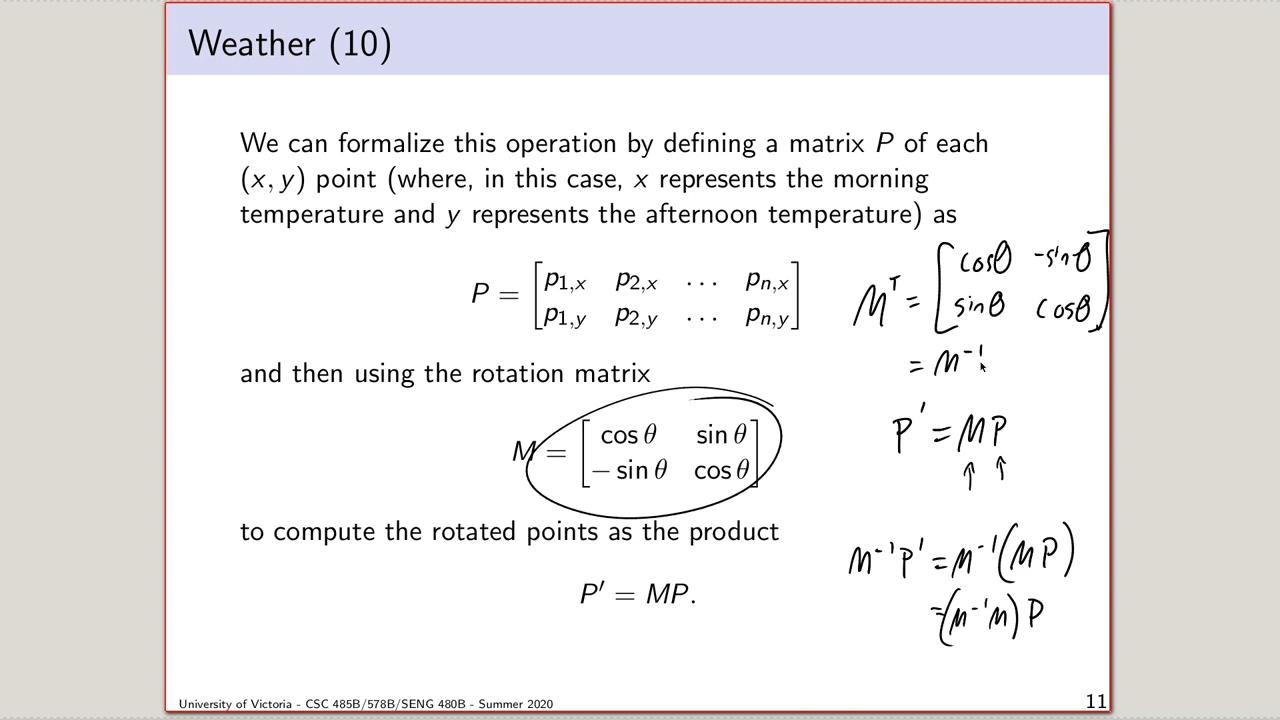 Weather (10)
We can formalize this operation by defining a matrix P of each
(x, y) point (where, in this case, x represents the morning
temperature and y represents the afternoon temperature) as
P = [p1,x p2,x ... pn,x
p1,y p2,y ... pn,y]
and then using the rotation matrix
M = [cos θ sin θ
− sin θ cos θ]
to compute the rotated points as the product
P′ = MP.
Mᵀ = [cosθ -sinθ
sinθ cosθ]
= M⁻¹
P' = MP
↑ ↑
M⁻¹P' = M⁻¹(MP)
=(M⁻¹M)P
University of Victoria - CSC 485B/578B/SENG 480B - Summer 2020
11